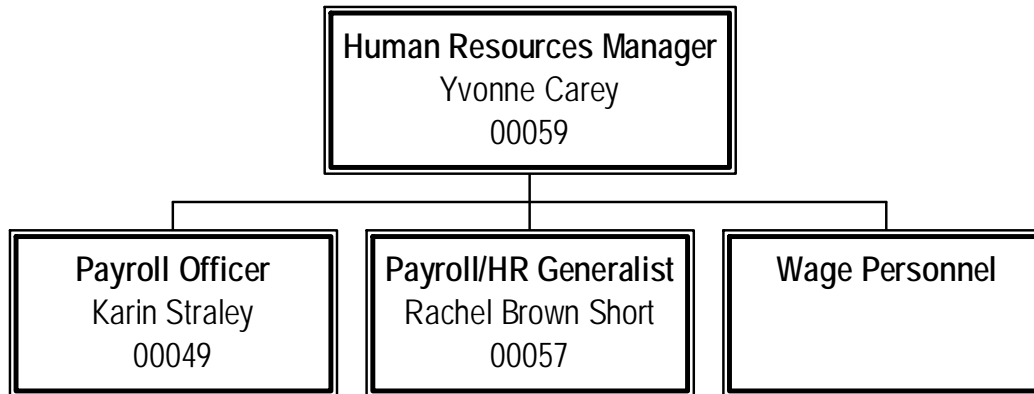 Human Resources Manager
Yvonne Carey
00059
Payroll Officer
Karin Straley
00049
Payroll/HR Generalist
Rachel Brown Short
00057
Wage Personnel